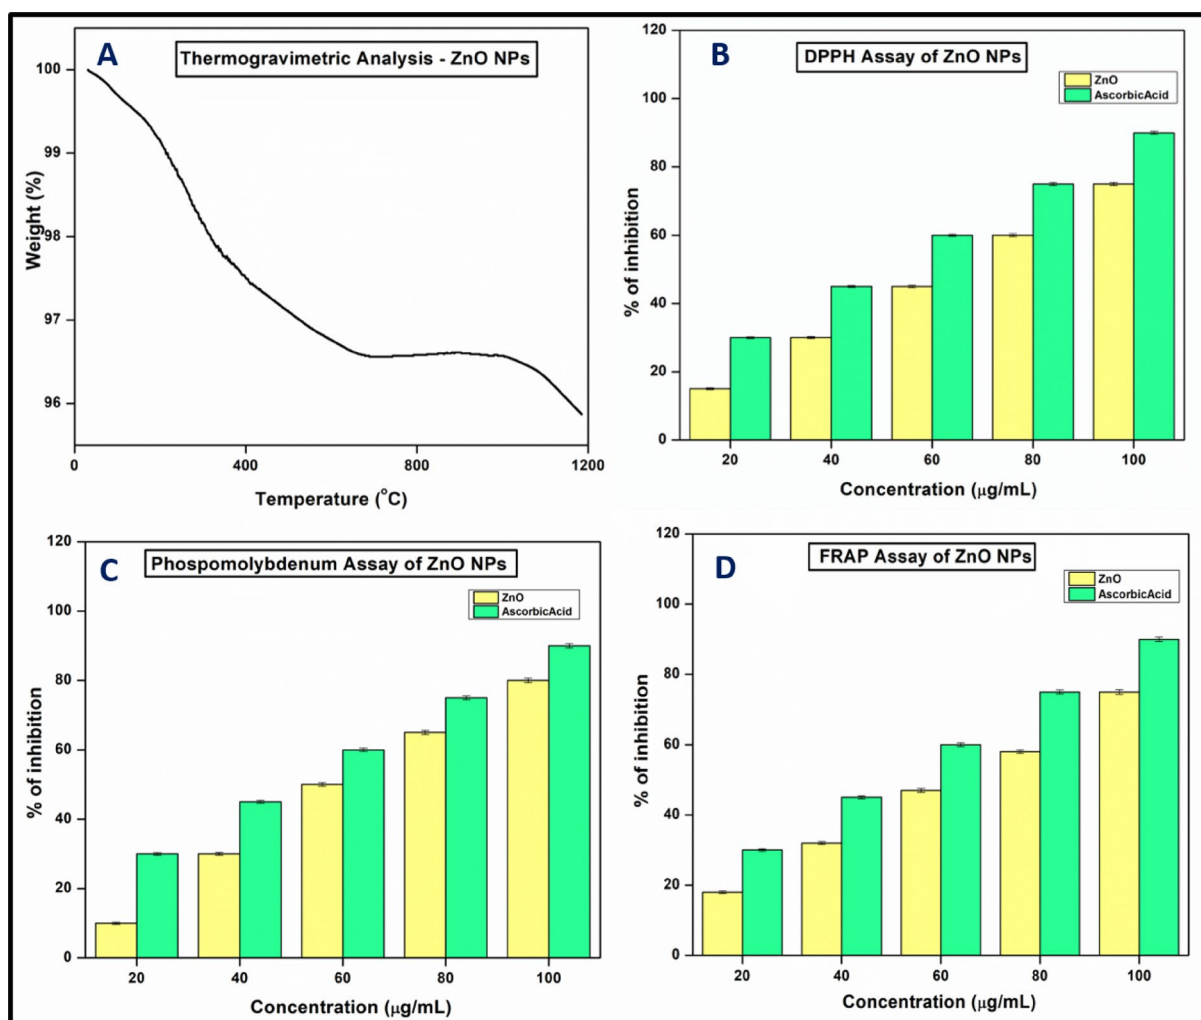 A
Thermogravimetric Analysis - ZnO NPs
100
99
98
97
96
Weight (%)
0
400
800
1200
Temperature (°C)
B
DPPH Assay of ZnO NPs
ZnO
AscorbicAcid
120
100
80
60
40
20
0
% of inhibition
20
40
60
80
100
Concentration (μg/mL)
C
Phospomolybdenum Assay of ZnO NPs
ZnO
AscorbicAcid
120
100
80
60
40
20
0
% of inhibition
20
40
60
80
100
Concentration (μg/mL)
D
FRAP Assay of ZnO NPs
ZnO
AscorbicAcid
120
100
80
60
40
20
0
% of inhibition
20
40
60
80
100
Concentration (μg/mL)